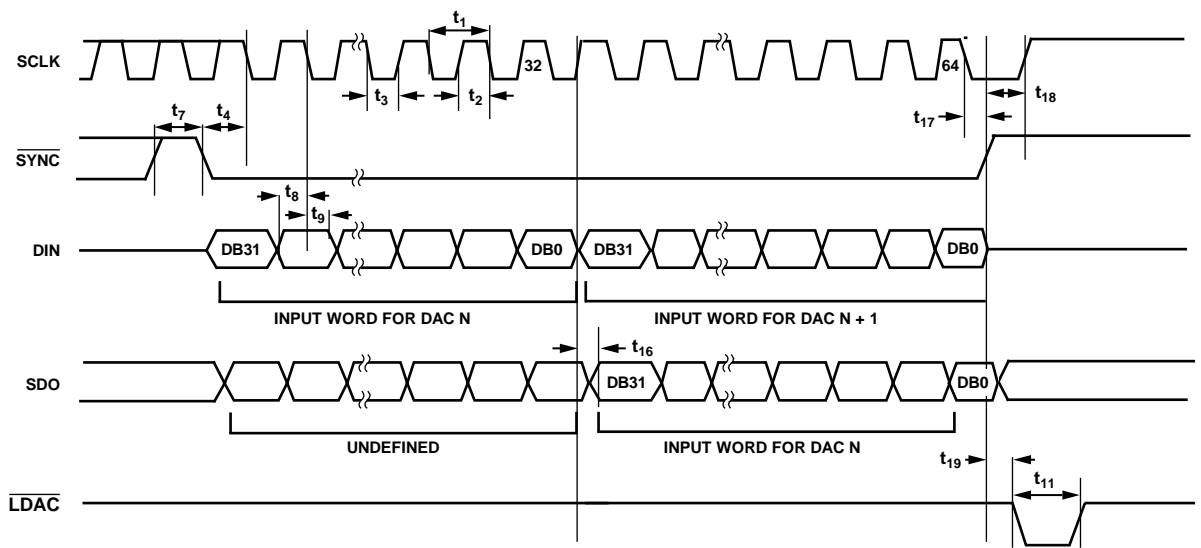 t1
SCLK
32
64
t3
t2
t18
t7
t4
t17
SYNC
t8
t9
DIN
DB31
DB0
DB31
DB0
INPUT WORD FOR DAC N
INPUT WORD FOR DAC N + 1
t16
SDO
DB31
DB0
UNDEFINED
INPUT WORD FOR DAC N
t19
t11
LDAC